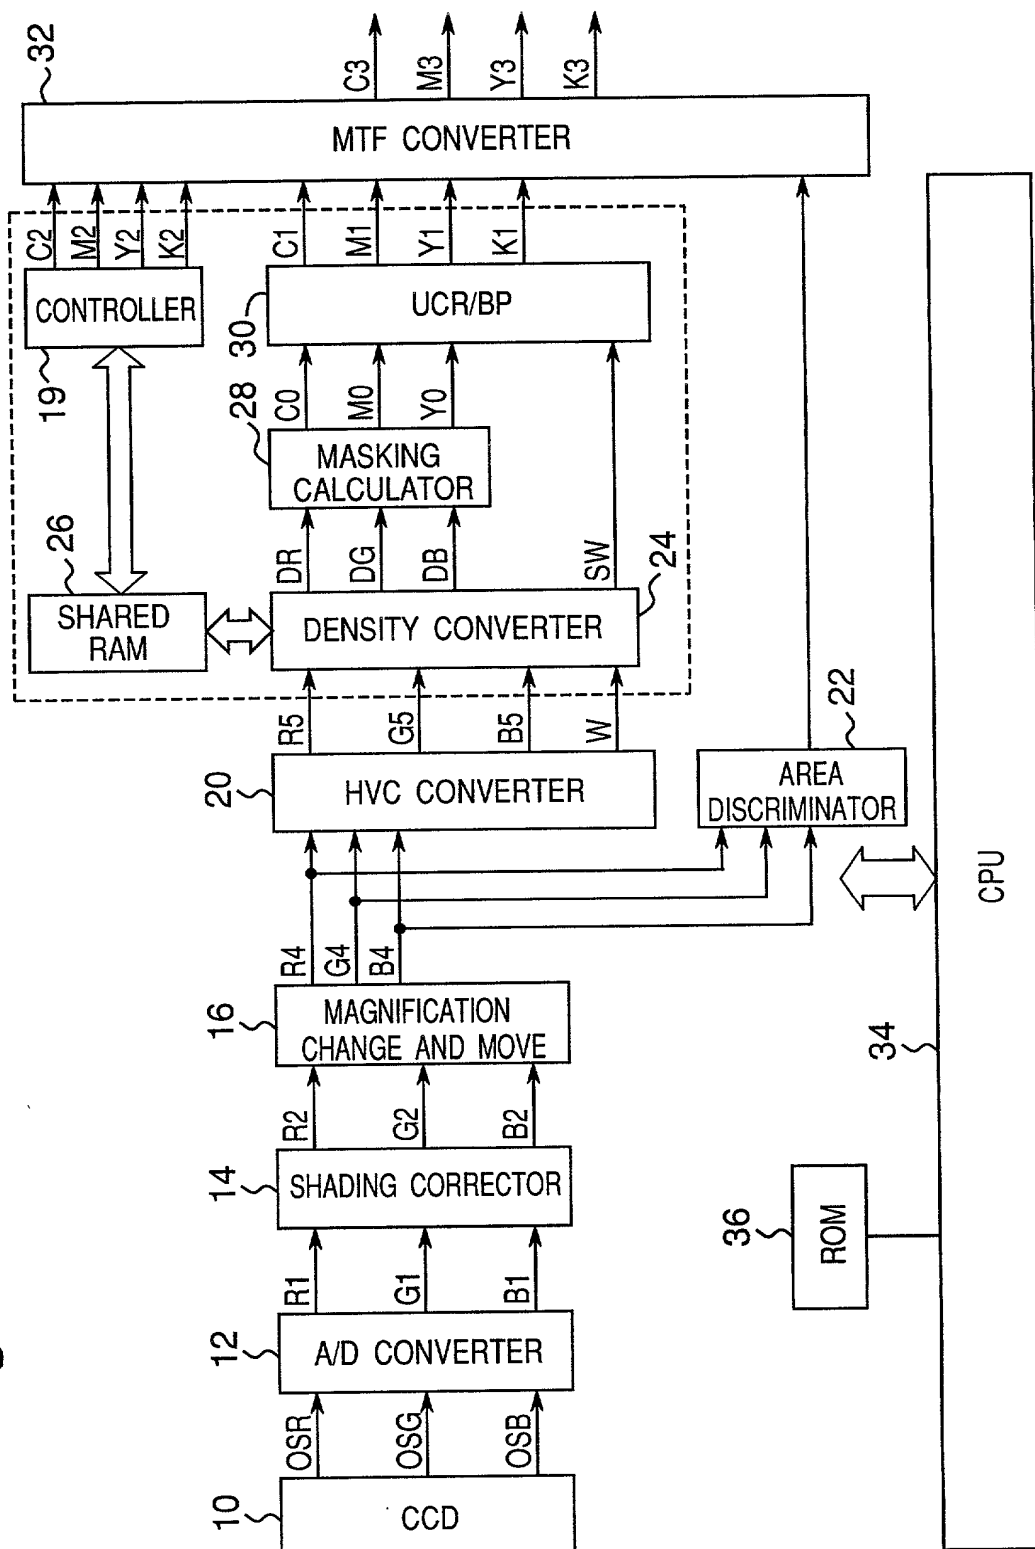 10
CCD
OSR
OSG
OSB
12
A/D CONVERTER
R1
G1
B1
14
SHADING CORRECTOR
R2
G2
B2
16
MAGNIFICATION
CHANGE AND MOVE
R4
G4
B4
20
HVC CONVERTER
R5
G5
B5
W
22
AREA
DISCRIMINATOR
26
SHARED
RAM
24
DENSITY CONVERTER
DR
DG
DB
SW
28
MASKING
CALCULATOR
C0
M0
Y0
19
CONTROLLER
30
UCR/BP
C2
M2
Y2
K2
C1
M1
Y1
K1
32
MTF CONVERTER
C3
M3
Y3
K3
36
ROM
34
CPU